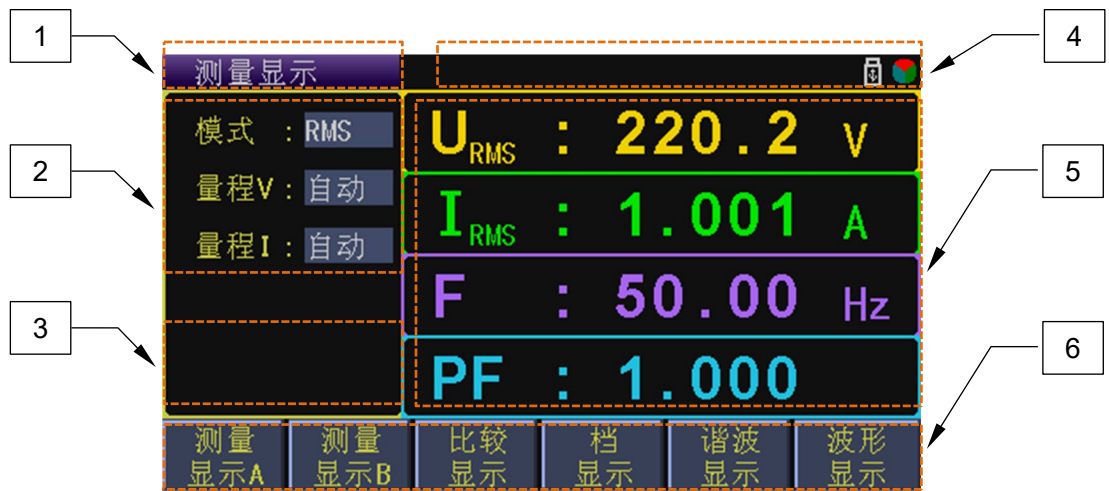 1
4
测量显示
模式 : RMS
URMS : 220.2 V
2
5
量程V: 自动
IRMS : 1.001 A
量程I: 自动
F : 50.00 Hz
3
6
PF : 1.000
测量 测量 比较 档 谐波 波形
显示A 显示B 显示 显示 显示 显示